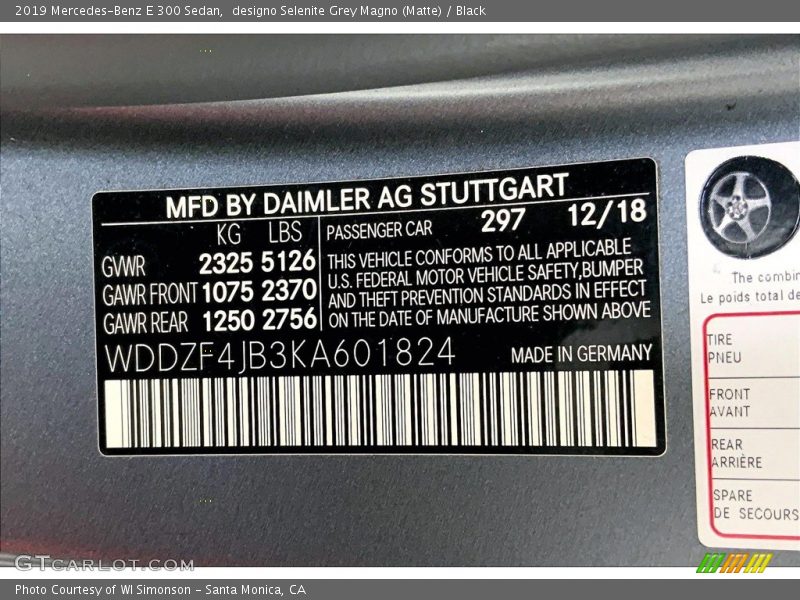 2019 Mercedes-Benz E 300 Sedan, designo Selenite Grey Magno (Matte) / Black
MFD BY DAIMLER AG STUTTGART
KG LBS
GVWR 2325 5126
GAWR FRONT 1075 2370
GAWR REAR 1250 2756
PASSENGER CAR 297 12/18
THIS VEHICLE CONFORMS TO ALL APPLICABLE
U.S. FEDERAL MOTOR VEHICLE SAFETY,BUMPER
AND THEFT PREVENTION STANDARDS IN EFFECT
ON THE DATE OF MANUFACTURE SHOWN ABOVE
WDDZF4JB3KA601824 MADE IN GERMANY
The combin
Le poids total de
TIRE
PNEU
FRONT
AVANT
REAR
ARRIÈRE
SPARE
DE SECOURS
GTCARLOT.COM
Photo Courtesy of WI Simonson - Santa Monica, CA